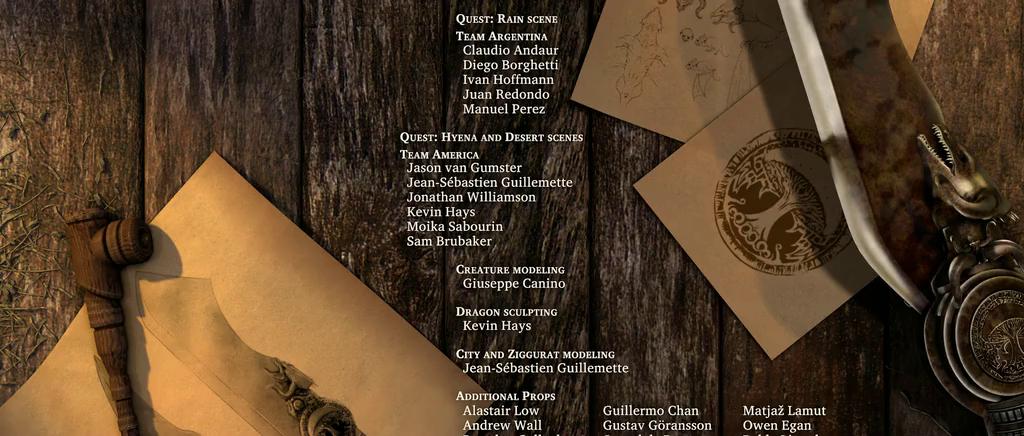 Quest: Rain scene
Team Argentina
Claudio Andaur
Diego Borghetti
Ivan Hoffmann
Juan Redondo
Manuel Perez
Quest: Hyena and Desert scenes
Team America
Jason van Gumster
Jean-Sébastien Guillemette
Jonathan Williamson
Kevin Hays
Moika Sabourin
Sam Brubaker
Creature modeling
Giuseppe Canino
Dragon sculpting
Kevin Hays
City and Ziggurat modeling
Jean-Sébastien Guillemette
Additional Props
Alastair Low Guillermo Chan Matjaž Lamut
Andrew Wall Gustav Göransson Owen Egan